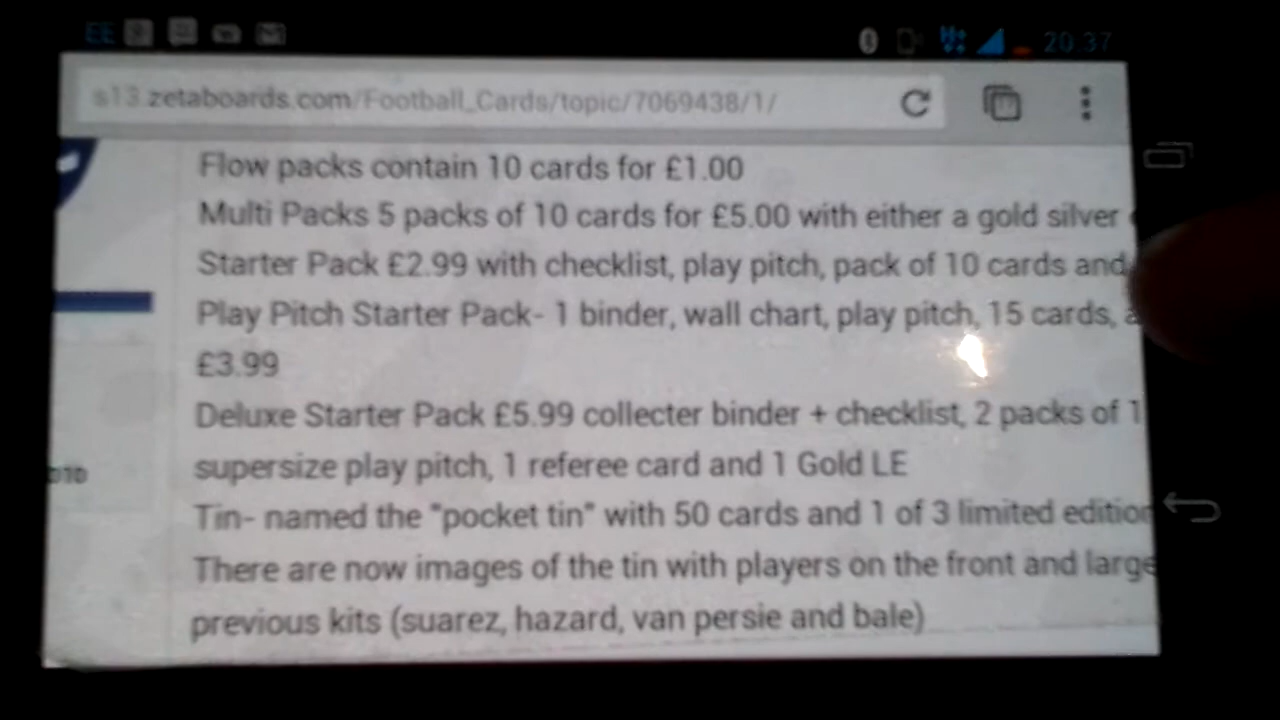 EE
20:37
s13.zetaboards.com/Football_Cards/topic/7069438/1/
Flow packs contain 10 cards for £1.00
Multi Packs 5 packs of 10 cards for £5.00 with either a gold silver
Starter Pack £2.99 with checklist, play pitch, pack of 10 cards and
Play Pitch Starter Pack- 1 binder, wall chart, play pitch, 15 cards, a
£3.99
Deluxe Starter Pack £5.99 collecter binder + checklist, 2 packs of 1
supersize play pitch, 1 referee card and 1 Gold LE
Tin- named the "pocket tin" with 50 cards and 1 of 3 limited edition
There are now images of the tin with players on the front and large
previous kits (suarez, hazard, van persie and bale)